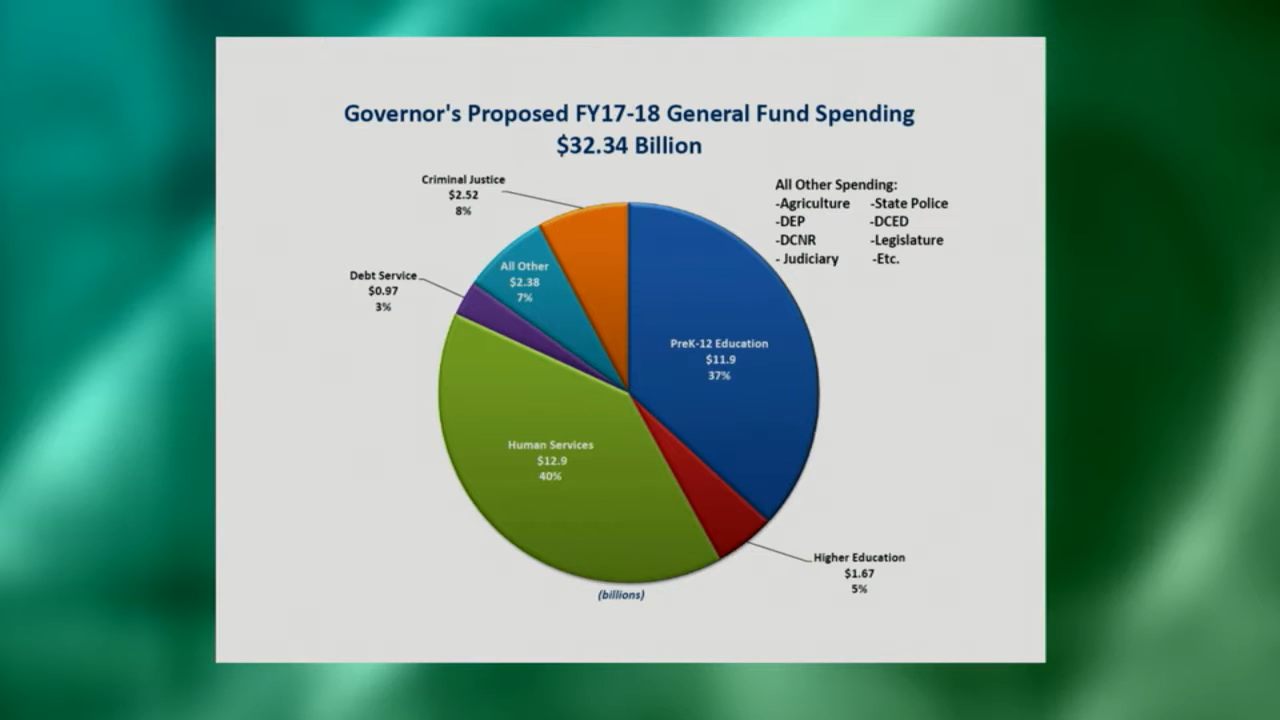 Governor's Proposed FY17-18 General Fund Spending
$32.34 Billion
Criminal Justice
$2.52
8%
All Other Spending:
-Agriculture -State Police
-DEP -DCED
-DCNR -Legislature
- Judiciary -Etc.
All Other
$2.38
7%
Debt Service
$0.97
3%
PreK-12 Education
$11.9
37%
Human Services
$12.9
40%
Higher Education
$1.67
5%
(billions)